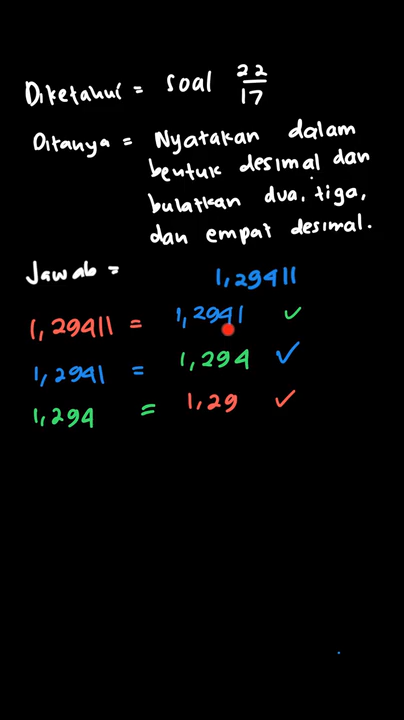 Diketahui = soal 22/17
Ditanya = Nyatakan dalam
bentuk desimal dan
bulatkan dua, tiga,
dan empat desimal.
Jawab = 1,29411
1,29411 = 1,2941 ✓
1,2941 = 1,294 ✓
1,294 = 1,29 ✓